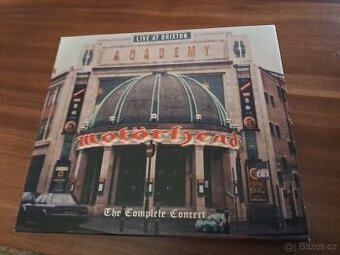 LIVE AT BRIXTON
ACADEMY
Motörhead
The Complete Concert
Bazos.cz